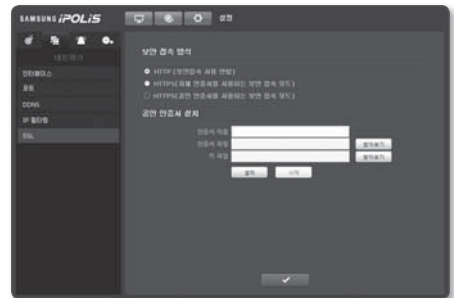 SAMSUNG iPOLiS
설정
네트워크
인터페이스
포트
DDNS
IP 필터링
SSL
보안 접속 방식
HTTP (보안접속 사용 안함)
HTTPS(자체 인증서를 사용하는 보안 접속 모드)
HTTPS(공인 인증서를 사용하는 보안 접속 모드)
공인 인증서 설치
인증서 이름
인증서 파일
찾아보기
키 파일
찾아보기
설치
삭제